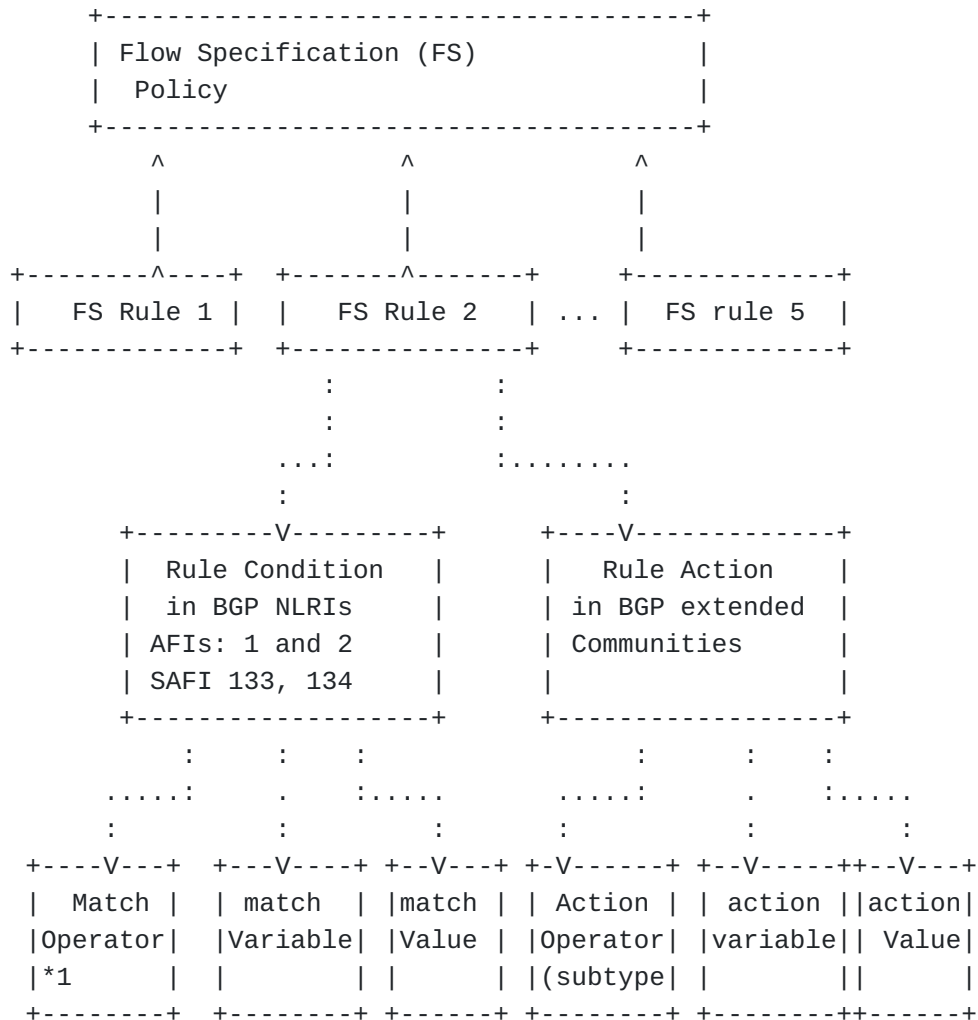 Flow Specification (FS)
Policy
FS Rule 1 FS Rule 2 ... FS rule 5
Rule Condition Rule Action
in BGP NLRIs in BGP extended
AFIs: 1 and 2 Communities
SAFI 133, 134
Match match match Action action action
Operator Variable Value Operator variable Value
*1 (subtype